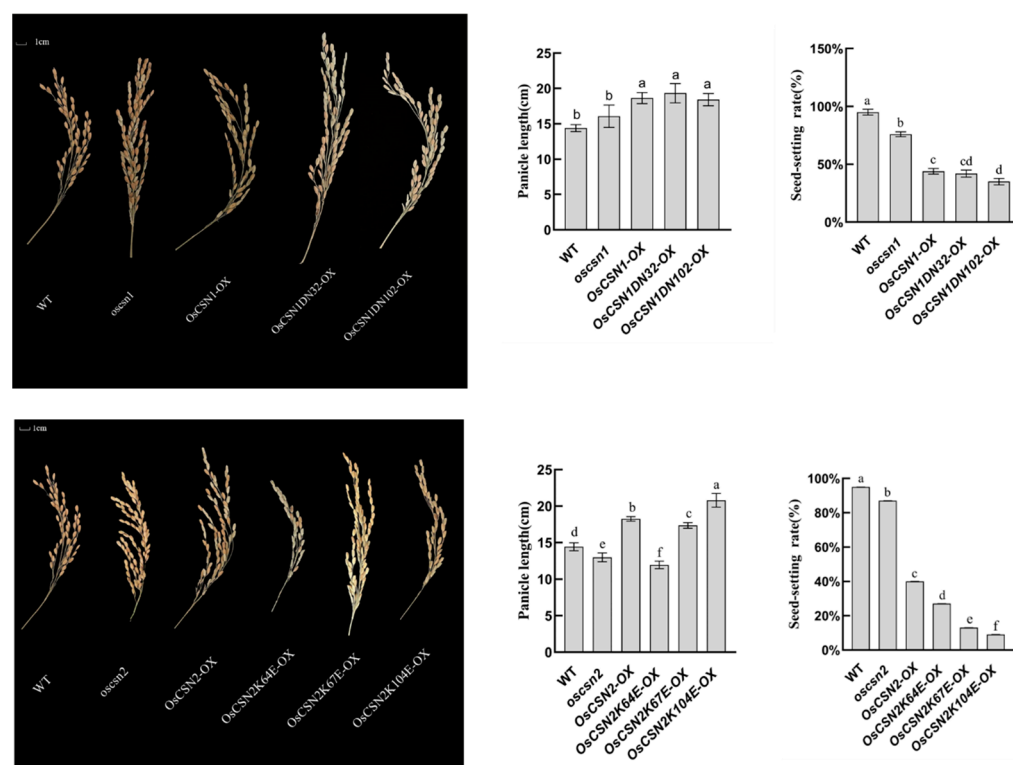 1cm
WT
oscsn1
OsCSN1-OX
OsCSN1DN32-OX
OsCSN1DN102-OX
Panicle length(cm)
25
20
15
10
5
0
b
b
a
a
a
WT
oscsn1
OsCSN1-OX
OsCSN1DN32-OX
OsCSN1DN102-OX
Seed-setting rate(%)
150%
100%
50%
0%
a
b
c
cd
d
WT
oscsn1
OsCSN1-OX
OsCSN1DN32-OX
OsCSN1DN102-OX
1cm
WT
oscsn2
OsCSN2-OX
OsCSN2K64E-OX
OsCSN2K67E-OX
OsCSN2K104E-OX
Panicle length(cm)
25
20
15
10
5
0
d
e
b
f
c
a
WT
oscsn2
OsCSN2-OX
OsCSN2K64E-OX
OsCSN2K67E-OX
OsCSN2K104E-OX
Seed-setting rate(%)
100%
80%
60%
40%
20%
0%
a
b
c
d
e
f
WT
oscsn2
OsCSN2-OX
OsCSN2K64E-OX
OsCSN2K67E-OX
OsCSN2K104E-OX